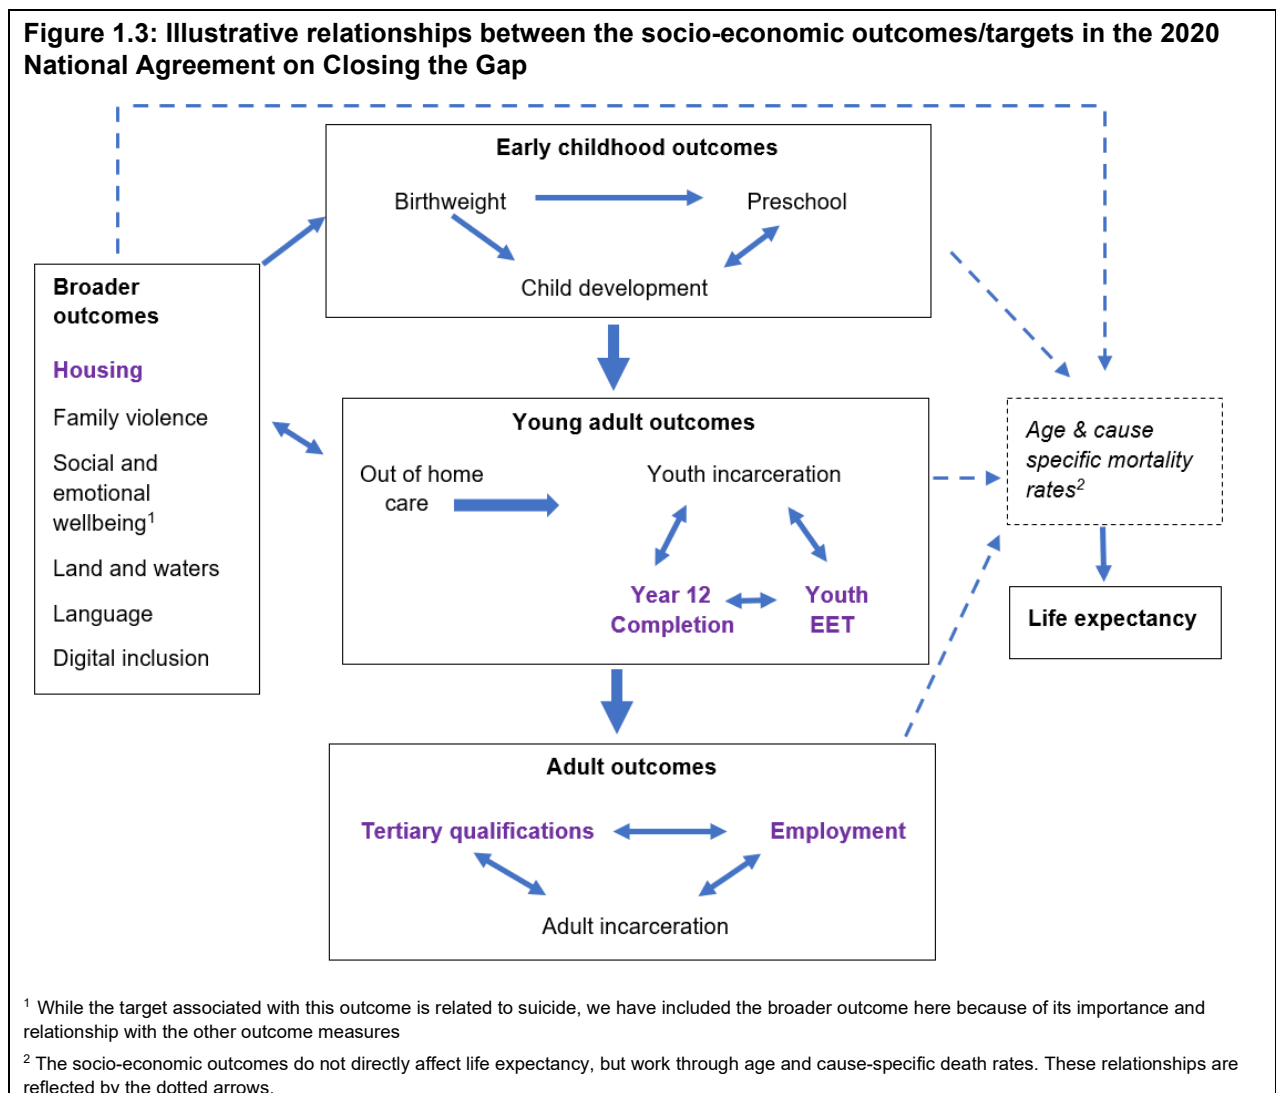 Figure 1.3: Illustrative relationships between the socio-economic outcomes/targets in the 2020
National Agreement on Closing the Gap
Early childhood outcomes
Birthweight
Preschool
Child development
Broader
outcomes
Housing
Family violence
Social and
emotional
wellbeing1
Land and waters
Language
Digital inclusion
Young adult outcomes
Out of home
care
Youth incarceration
Year 12
Completion
Youth
EET
Age & cause
specific mortality
rates2
Life expectancy
Adult outcomes
Tertiary qualifications
Employment
Adult incarceration
1 While the target associated with this outcome is related to suicide, we have included the broader outcome here because of its importance and
relationship with the other outcome measures
2 The socio-economic outcomes do not directly affect life expectancy, but work through age and cause-specific death rates. These relationships are
reflected by the dotted arrows.